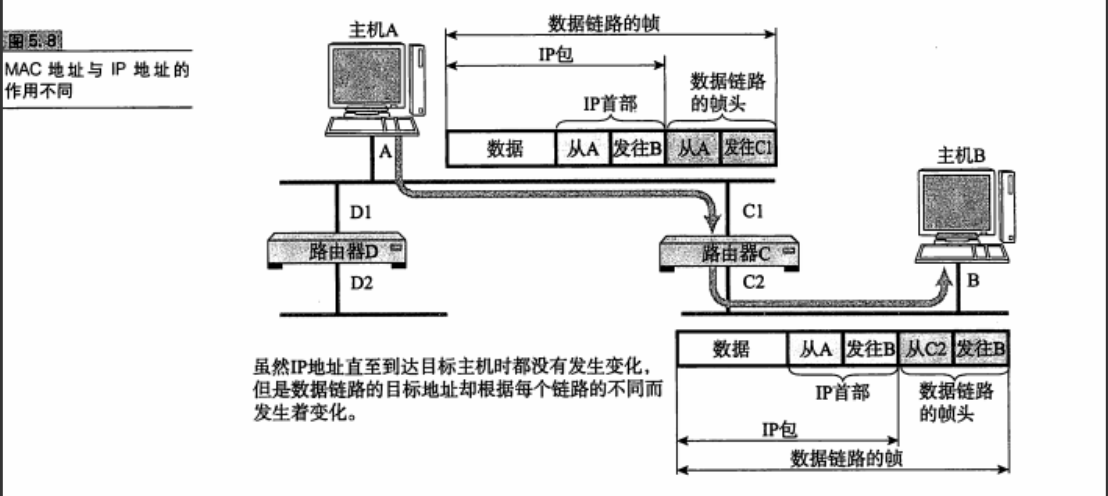 图5.8
MAC 地址与 IP 地址的
作用不同
主机A
数据链路的帧
IP包
IP首部
数据链路
的帧头
数据 从A 发往B 从A 发往C1
A
主机B
D1
C1
路由器D
路由器C
D2
C2
B
虽然IP地址直至到达目标主机时都没有发生变化，
但是数据链路的目标地址却根据每个链路的不同而
发生着变化。
数据 从A 发往B 从C2 发往B
IP首部
数据链路
的帧头
IP包
数据链路的帧